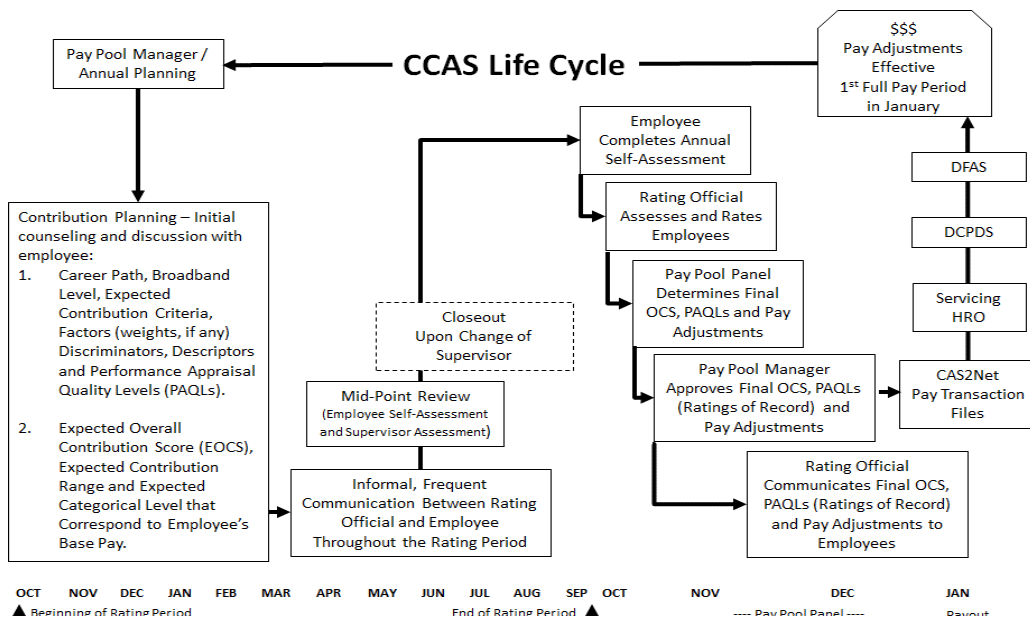 Pay Pool Manager /
Annual Planning
CCAS Life Cycle
$$$
Pay Adjustments
Effective
1st Full Pay Period
in January
Contribution Planning – Initial
counseling and discussion with
employee:
1. Career Path, Broadband
Level, Expected
Contribution Criteria,
Factors (weights, if any)
Discriminators, Descriptors
and Performance Appraisal
Quality Levels (PAQLs).
2. Expected Overall
Contribution Score (EOCS),
Expected Contribution
Range and Expected
Categorical Level that
Correspond to Employee's
Base Pay.
Informal, Frequent
Communication Between Rating
Official and Employee
Throughout the Rating Period
Mid-Point Review
(Employee Self-Assessment
and Supervisor Assessment)
Closeout
Upon Change of
Supervisor
Employee
Completes Annual
Self-Assessment
Rating Official
Assesses and Rates
Employees
Pay Pool Panel
Determines Final
OCS, PAQLs and Pay
Adjustments
Pay Pool Manager
Approves Final OCS, PAQLs
(Ratings of Record) and
Pay Adjustments
Rating Official
Communicates Final OCS,
PAQLs (Ratings of Record)
and Pay Adjustments to
Employees
CAS2Net
Pay Transaction
Files
Servicing
HRO
DCPDS
DFAS
OCT NOV DEC JAN FEB MAR APR MAY JUN JUL AUG SEP OCT NOV DEC JAN
Beginning of Rating Period End of Rating Period ---- Pay Pool Panel ---- Payout